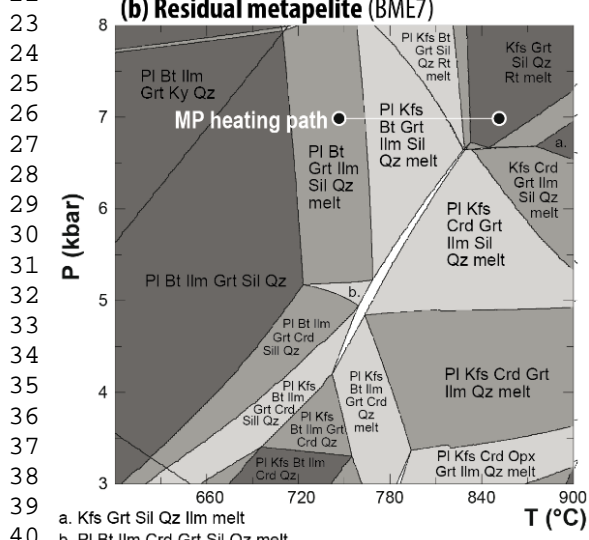 (b) Residual metapelite (BME7)
23
24
25
26
27
28
29
30
31
32
33
34
35
36
37
38
39
40
P (kbar)
8
7
6
5
4
3
Pl Bt Ilm
Grt Ky Qz
MP heating path
Pl Bt
Grt Ilm
Sil Qz
melt
Pl Kfs
Bt Grt
Ilm Sil
Qz melt
Pl Kfs Bt
Grt Sil
Qz Rt
melt
Kfs Grt
Sil Qz
Rt melt
a.
Kfs Crd
Grt Ilm
Sil Qz
melt
Pl Kfs
Crd Grt
Ilm Sil
Qz melt
Pl Bt Ilm Grt Sil Qz
b.
Pl Bt Ilm
Grt Crd
Sill Qz
Pl Kfs
Bt Ilm
Grt Crd
Sill Qz
Pl Kfs
Bt Ilm Grt
Crd Qz
Pl Kfs
Bt Ilm
Grt Crd
Qz
melt
Pl Kfs Crd Grt
Ilm Qz melt
Pl Kfs Bt Ilm
Crd Qz
Pl Kfs Crd Opx
Grt Ilm Qz melt
660
720
780
840
900
T (°C)
a. Kfs Grt Sil Qz Ilm melt
b. Pl Bt Ilm Crd Grt Sil Qz melt